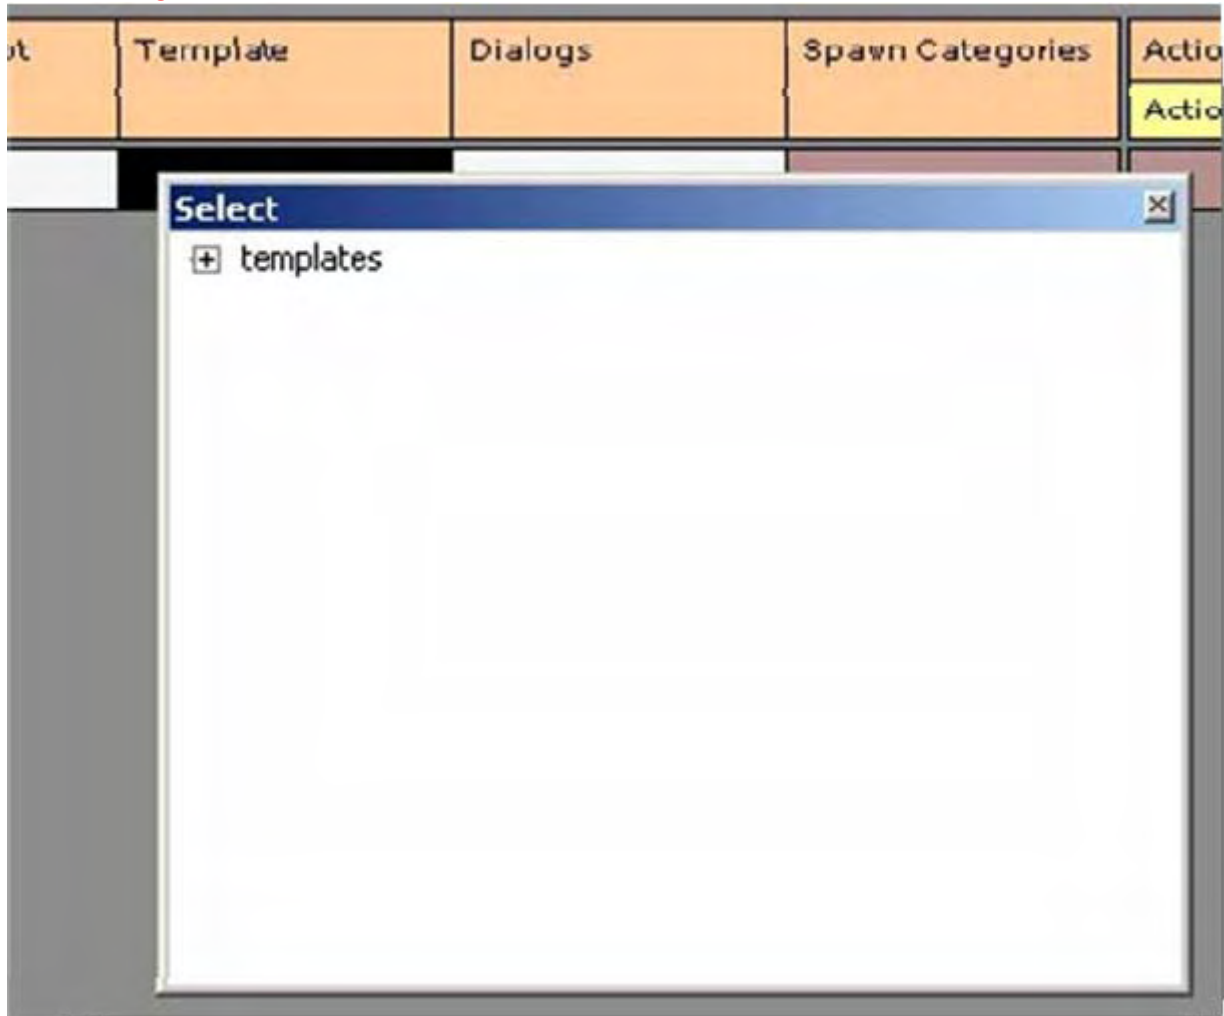 Template
Dialogs
Spawn Categories
Select
templates